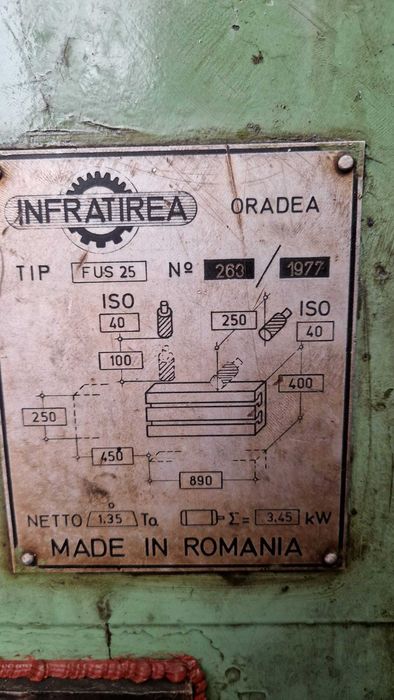 INFRATIREA ORADEA
TIP FUS 25 Nº 263 / 1977
ISO ISO
40 250 40
100 400
250
450
890
NETTO 1.35 To Σ= 3,45 kW
MADE IN ROMANIA